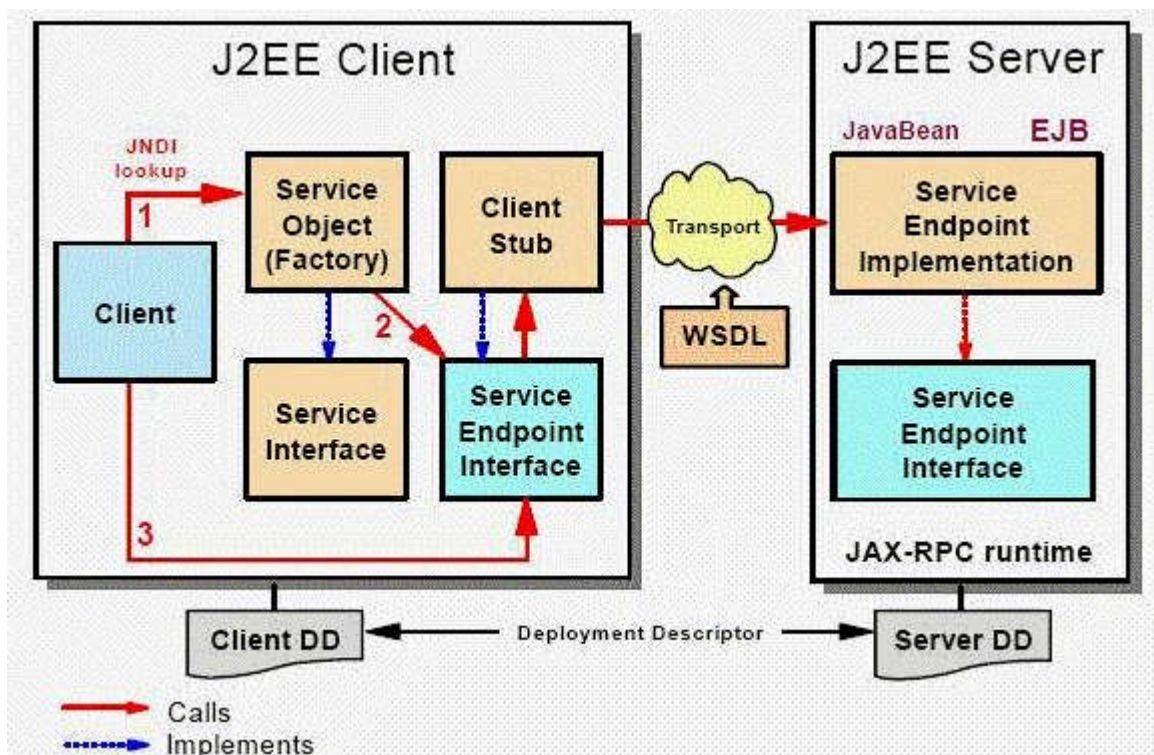 J2EE Client
J2EE Server
JavaBean
EJB
JNDI
lookup
1
Service
Object
(Factory)
Client
Stub
Transport
Service
Endpoint
Implementation
Client
2
WSDL
Service
Interface
Service
Endpoint
Interface
Service
Endpoint
Interface
3
JAX-RPC runtime
Client DD
Deployment Descriptor
Server DD
Calls
Implements